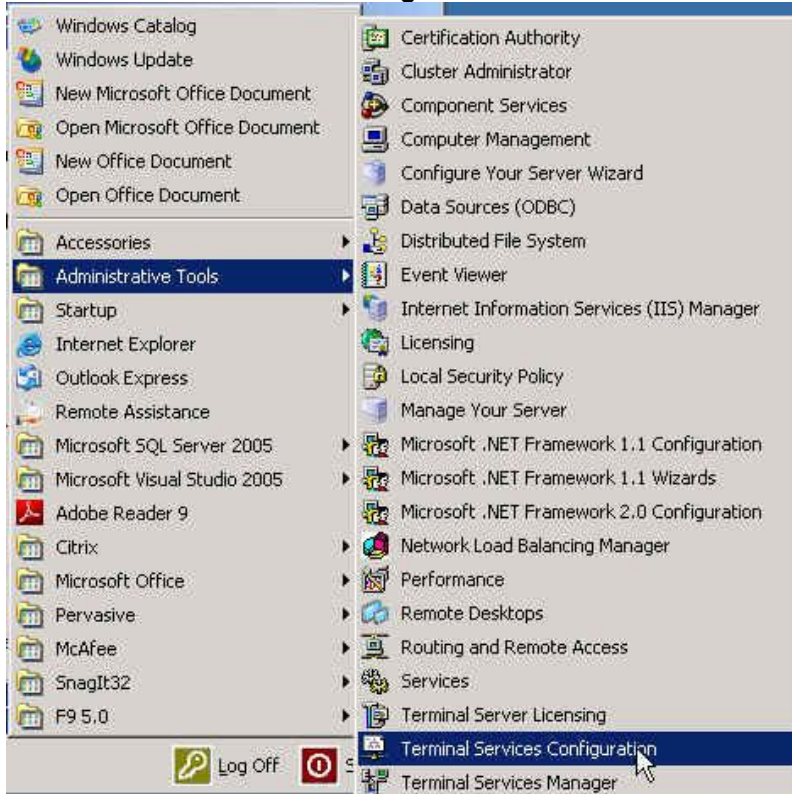 Windows Catalog
Windows Update
New Microsoft Office Document
Open Microsoft Office Document
New Office Document
Open Office Document
Accessories
Administrative Tools
Startup
Internet Explorer
Outlook Express
Remote Assistance
Microsoft SQL Server 2005
Microsoft Visual Studio 2005
Adobe Reader 9
Citrix
Microsoft Office
Pervasive
McAfee
SnagIt32
F9 5.0
Log Off
Certification Authority
Cluster Administrator
Component Services
Computer Management
Configure Your Server Wizard
Data Sources (ODBC)
Distributed File System
Event Viewer
Internet Information Services (IIS) Manager
Licensing
Local Security Policy
Manage Your Server
Microsoft .NET Framework 1.1 Configuration
Microsoft .NET Framework 1.1 Wizards
Microsoft .NET Framework 2.0 Configuration
Network Load Balancing Manager
Performance
Remote Desktops
Routing and Remote Access
Services
Terminal Server Licensing
Terminal Services Configuration
Terminal Services Manager